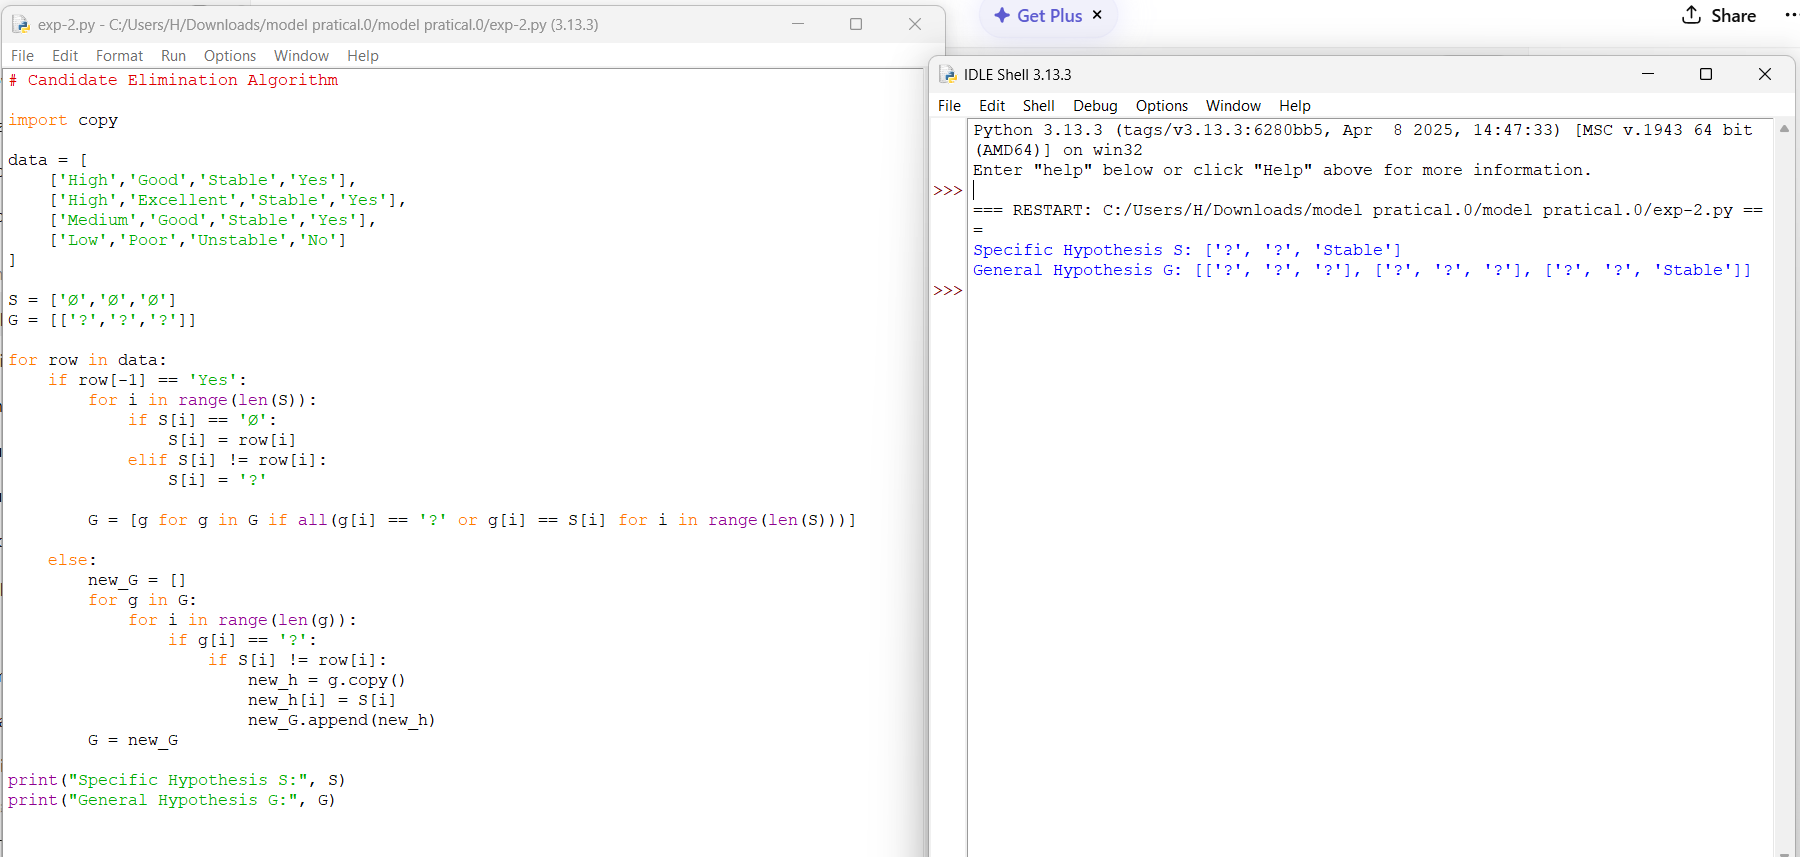 exp-2.py - C:/Users/H/Downloads/model pratical.0/model pratical.0/exp-2.py (3.13.3)
File Edit Format Run Options Window Help
# Candidate Elimination Algorithm
import copy
data = [
    ['High','Good','Stable','Yes'],
    ['High','Excellent','Stable','Yes'],
    ['Medium','Good','Stable','Yes'],
    ['Low','Poor','Unstable','No']
]
S = ['Ø','Ø','Ø']
G = [['?','?','?']]
for row in data:
    if row[-1] == 'Yes':
        for i in range(len(S)):
            if S[i] == 'Ø':
                S[i] = row[i]
            elif S[i] != row[i]:
                S[i] = '?'
        G = [g for g in G if all(g[i] == '?' or g[i] == S[i] for i in range(len(S)))]
    else:
        new_G = []
        for g in G:
            for i in range(len(g)):
                if g[i] == '?':
                    if S[i] != row[i]:
                        new_h = g.copy()
                        new_h[i] = S[i]
                        new_G.append(new_h)
        G = new_G
print("Specific Hypothesis S:", S)
print("General Hypothesis G:", G)
Get Plus ×
Share
IDLE Shell 3.13.3
File Edit Shell Debug Options Window Help
Python 3.13.3 (tags/v3.13.3:6280bb5, Apr  8 2025, 14:47:33) [MSC v.1943 64 bit
(AMD64)] on win32
Enter "help" below or click "Help" above for more information.
>>>
=== RESTART: C:/Users/H/Downloads/model pratical.0/model pratical.0/exp-2.py ==
=
Specific Hypothesis S: ['?', '?', 'Stable']
General Hypothesis G: [['?', '?', '?'], ['?', '?', '?'], ['?', '?', 'Stable']]
>>>